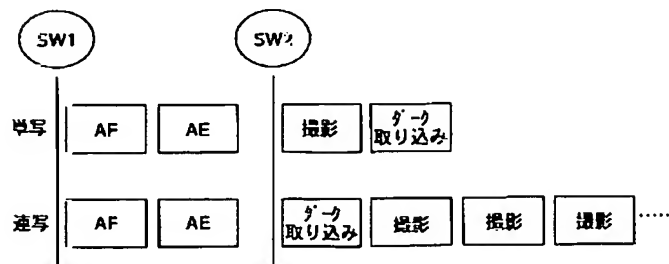 SW1 SW2
単写 AF AE 撮影 ダーク
取り込み
連写 AF AE ダーク
取り込み 撮影 撮影 撮影 ……